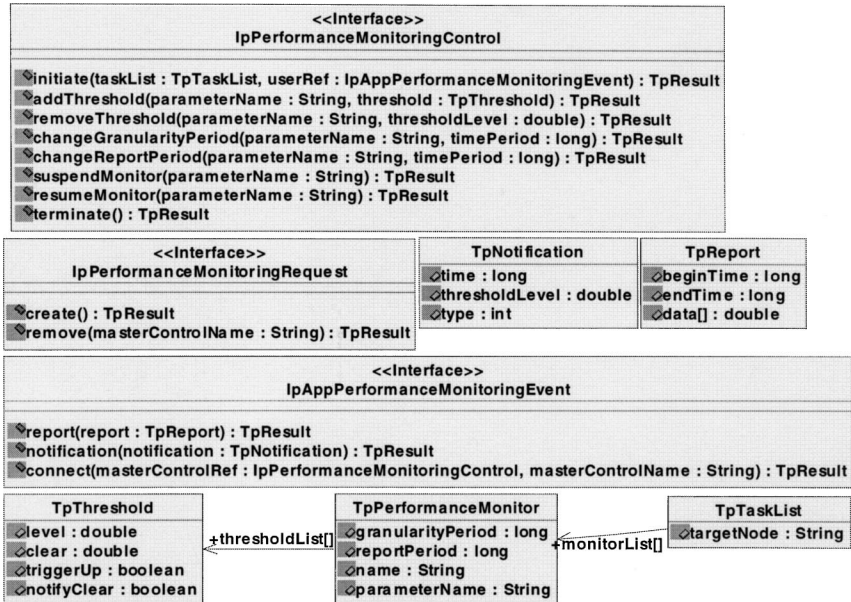 <<Interface>>
IpPerformanceMonitoringControl
initiate(taskList : TpTaskList, userRef : IpAppPerformanceMonitoringEvent) : TpResult
addThreshold(parameterName : String, threshold : TpThreshold) : TpResult
removeThreshold(parameterName : String, thresholdLevel : double) : TpResult
changeGranularityPeriod(parameterName : String, timePeriod : long) : TpResult
changeReportPeriod(parameterName : String, timePeriod : long) : TpResult
suspendMonitor(parameterName : String) : TpResult
resumeMonitor(parameterName : String) : TpResult
terminate() : TpResult
<<Interface>>
IpPerformanceMonitoringRequest
create() : TpResult
remove(masterControlName : String) : TpResult
TpNotification
time : long
thresholdLevel : double
type : int
TpReport
beginTime : long
endTime : long
data[] : double
<<Interface>>
IpAppPerformanceMonitoringEvent
report(report : TpReport) : TpResult
notification(notification : TpNotification) : TpResult
connect(masterControlRef : IpPerformanceMonitoringControl, masterControlName : String) : TpResult
TpThreshold
level : double
clear : double
triggerUp : boolean
notifyClear : boolean
+thresholdList[]
TpPerformanceMonitor
granularityPeriod : long
reportPeriod : long
name : String
parameterName : String
+monitorList[]
TpTaskList
targetNode : String